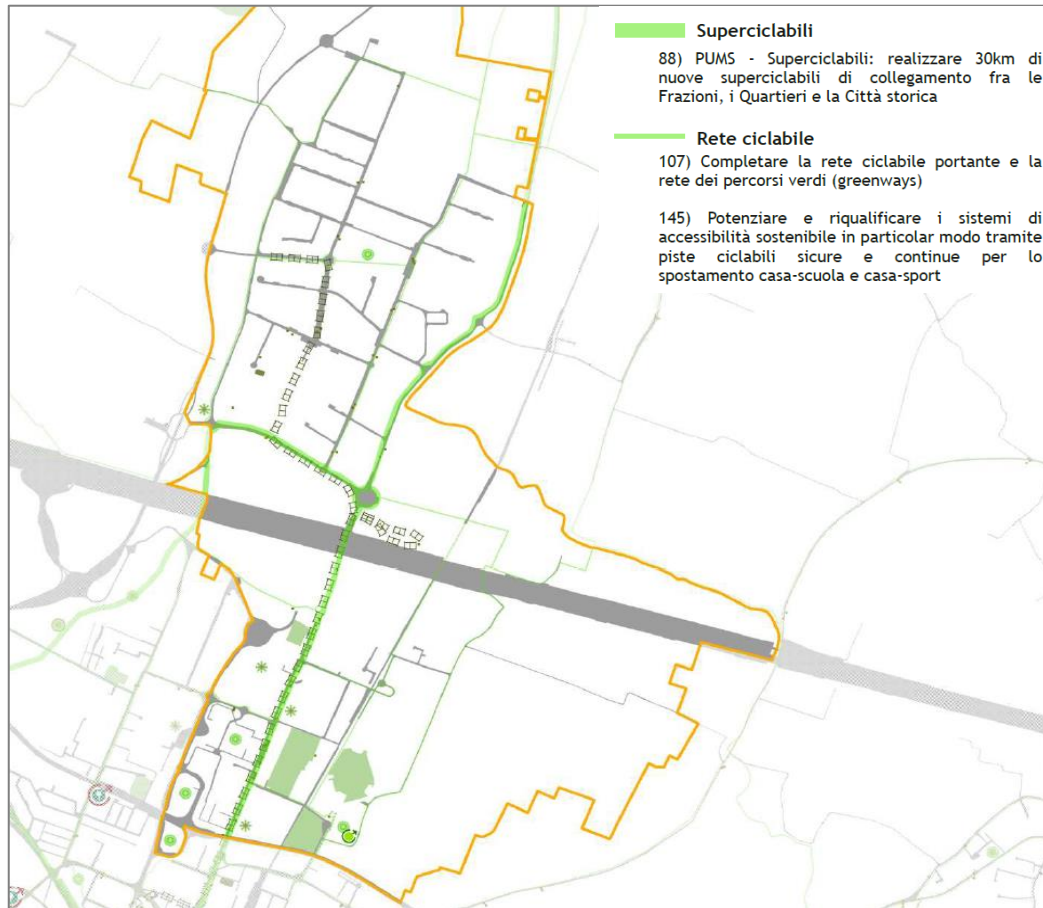 Superciclabili
88) PUMS - Superciclabili: realizzare 30km di
nuove superciclabili di collegamento fra le
Frazioni, i Quartieri e la Città storica
Rete ciclabile
107) Completare la rete ciclabile portante e la
rete dei percorsi verdi (greenways)
145) Potenziare e riqualificare i sistemi di
accessibilità sostenibile in particolar modo tramite
piste ciclabili sicure e continue per lo
spostamento casa-scuola e casa-sport